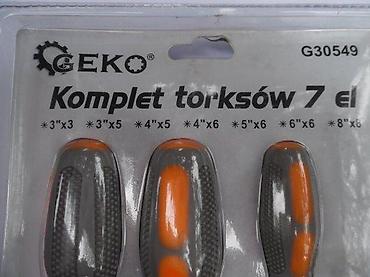 GEKO
G30549
Komplet torksów 7 el
✳3"x3 ✳3"x5 ✳4"x5 ✳4"x6 ✳5"x6 ✳6"x6 ✳8"x8